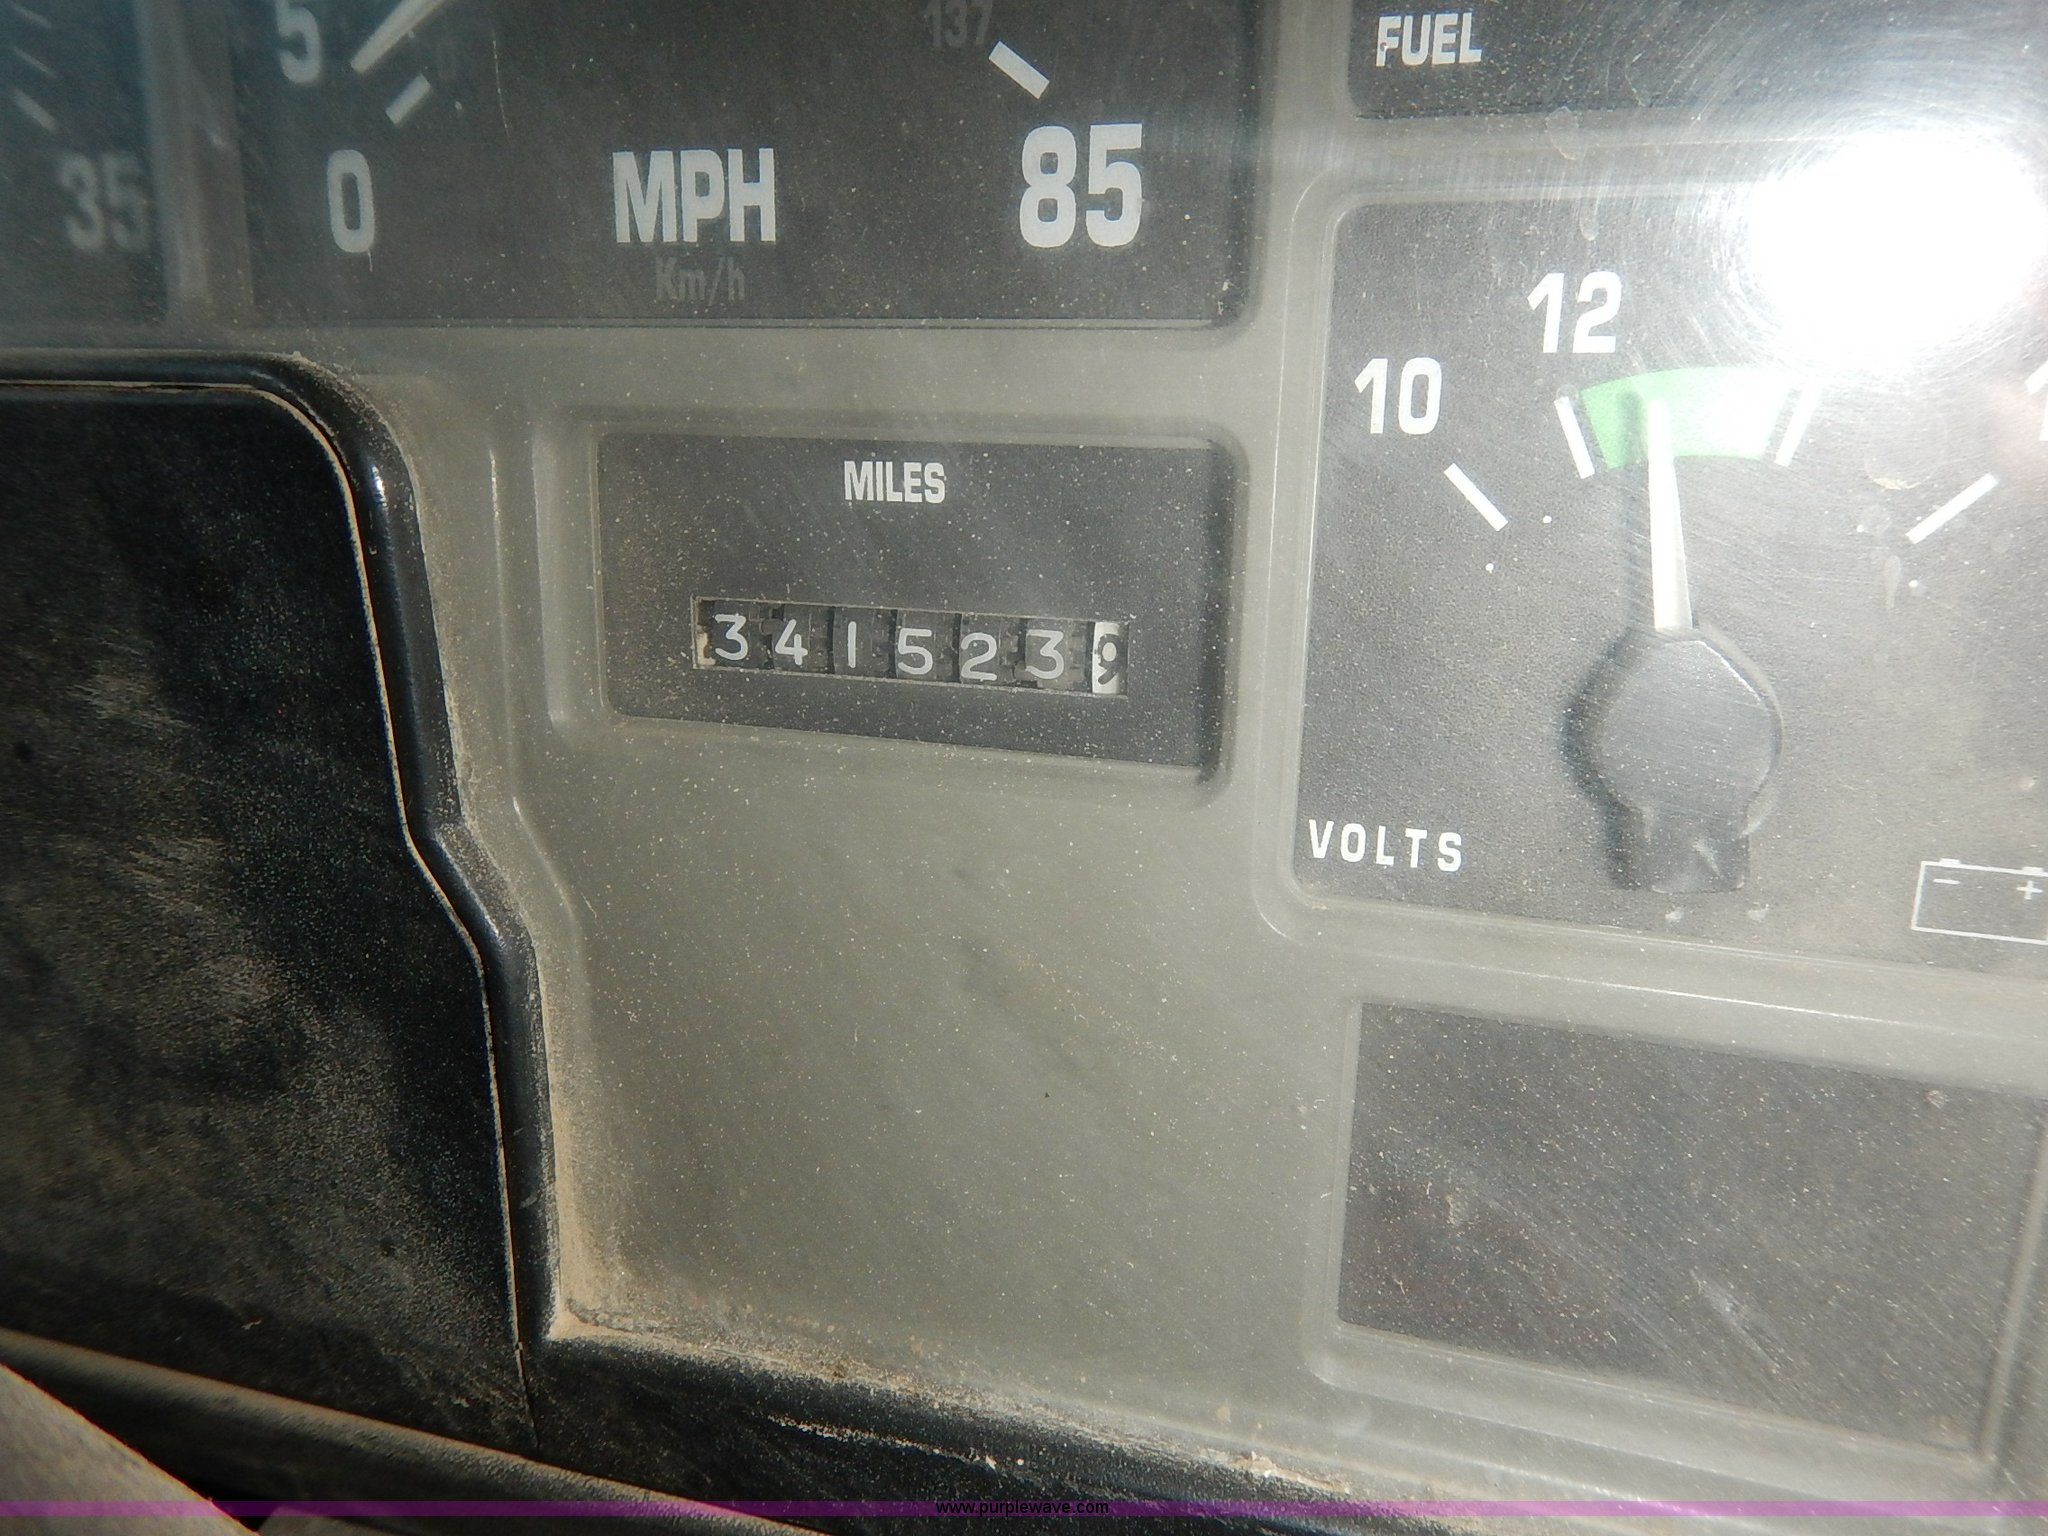 137
FUEL
5
0
MPH
85
35
Km/h
12
10
MILES
3415239
VOLTS
- +
www.purplewave.com